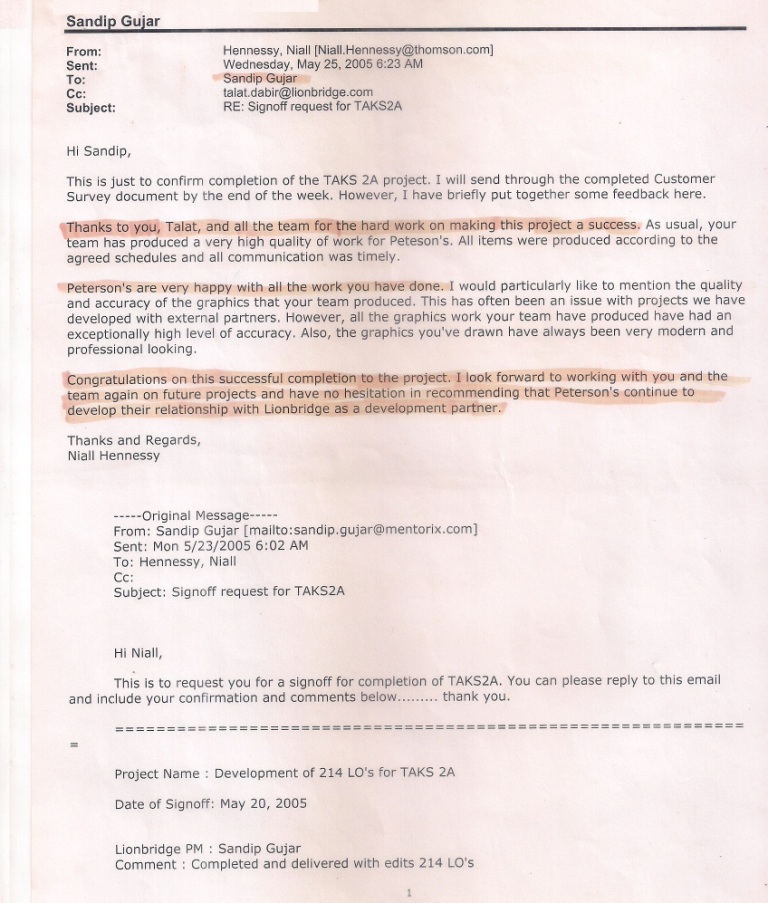 Sandip Gujar
From: Hennessy, Niall [Niall.Hennessy@thomson.com]
Sent: Wednesday, May 25, 2005 6:23 AM
To: Sandip Gujar
Cc: talat.dabir@lionbridge.com
Subject: RE: Signoff request for TAKS2A
Hi Sandip,
This is just to confirm completion of the TAKS 2A project. I will send through the completed Customer
Survey document by the end of the week. However, I have briefly put together some feedback here.
Thanks to you, Talat, and all the team for the hard work on making this project a success. As usual, your
team has produced a very high quality of work for Peteson's. All items were produced according to the
agreed schedules and all communication was timely.
Peterson's are very happy with all the work you have done. I would particularly like to mention the quality
and accuracy of the graphics that your team produced. This has often been an issue with projects we have
developed with external partners. However, all the graphics work your team have produced have had an
exceptionally high level of accuracy. Also, the graphics you've drawn have always been very modern and
professional looking.
Congratulations on this successful completion to the project. I look forward to working with you and the
team again on future projects and have no hesitation in recommending that Peterson's continue to
develop their relationship with Lionbridge as a development partner.
Thanks and Regards,
Niall Hennessy
-----Original Message-----
From: Sandip Gujar [mailto:sandip.gujar@mentorix.com]
Sent: Mon 5/23/2005 6:02 AM
To: Hennessy, Niall
Cc:
Subject: Signoff request for TAKS2A
Hi Niall,
This is to request you for a signoff for completion of TAKS2A. You can please reply to this email
and include your confirmation and comments below......... thank you.
=============================================================
=
Project Name : Development of 214 LO's for TAKS 2A
Date of Signoff: May 20, 2005
Lionbridge PM : Sandip Gujar
Comment : Completed and delivered with edits 214 LO's
1